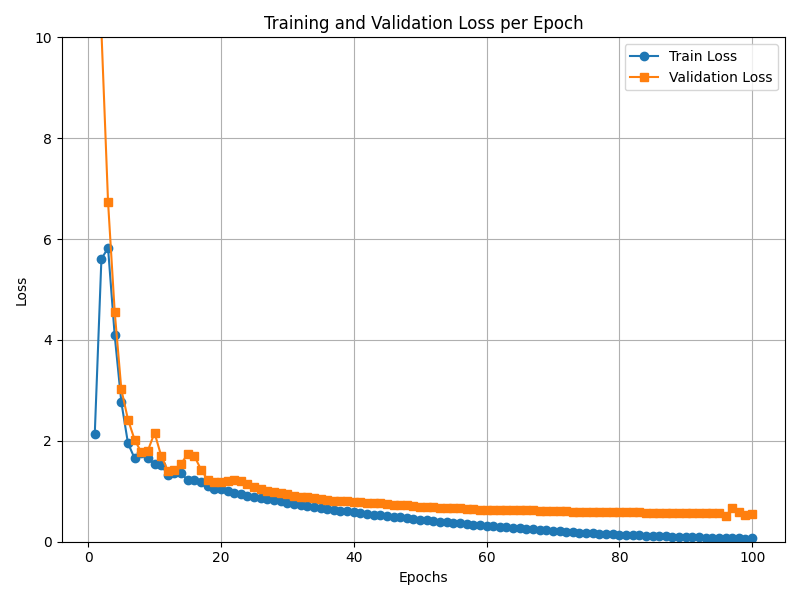 Training and Validation Loss per Epoch
Train Loss
Validation Loss
10
8
6
4
2
0
Loss
0 20 40 60 80 100
Epochs